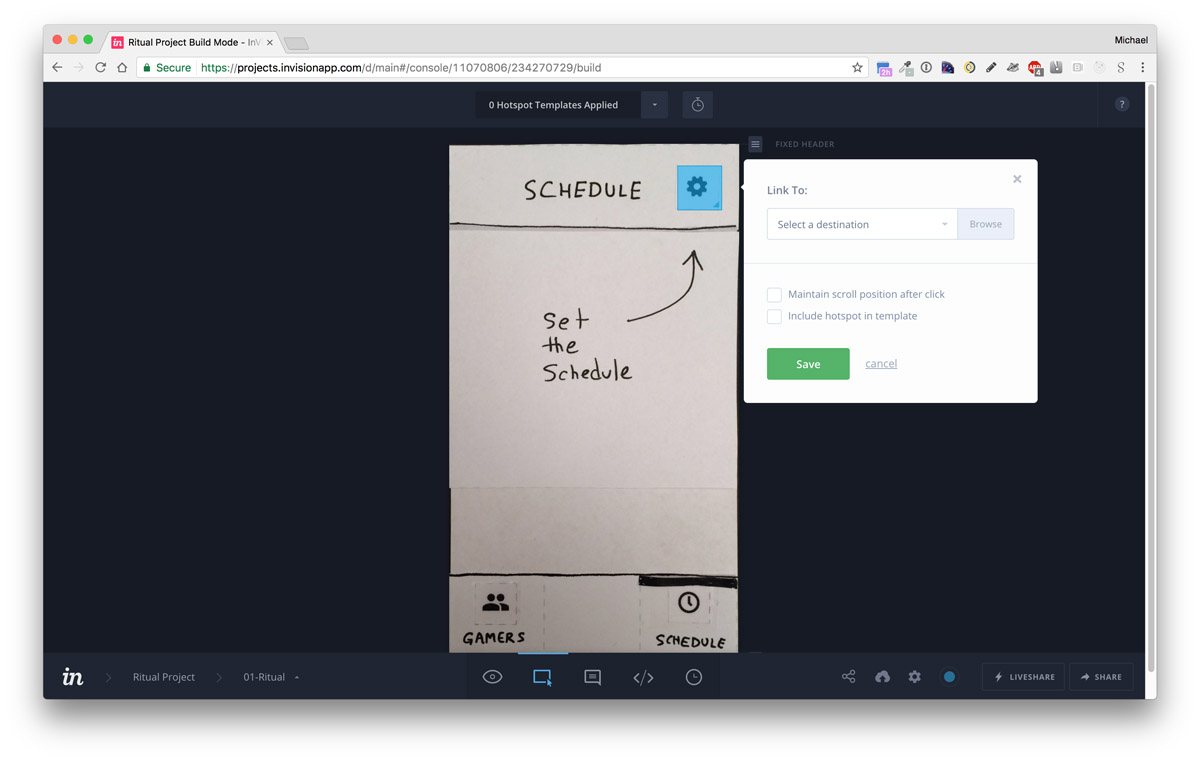 Ritual Project Build Mode - InV
Michael
Secure
https://projects.invisionapp.com/d/main#/console/11070806/234270729/build
0 Hotspot Templates Applied
?
FIXED HEADER
SCHEDULE
Link To:
Select a destination
Browse
Set
the
Schedule
Maintain scroll position after click
Include hotspot in template
Save
cancel
GAMERS
SCHEDULE
in
Ritual Project
01-Ritual
</>
LIVESHARE
SHARE